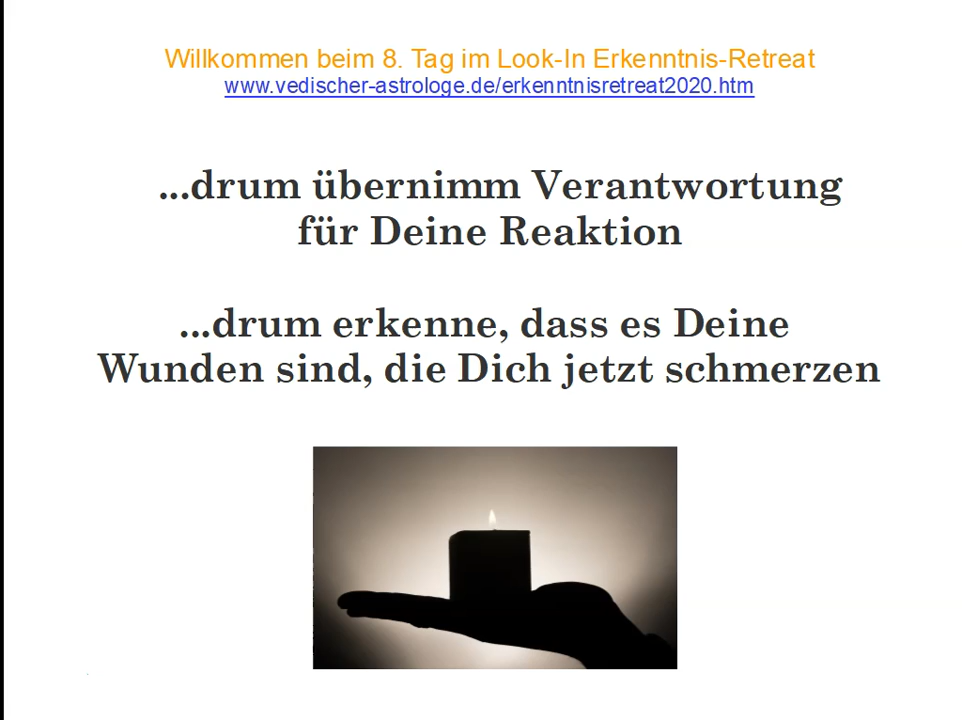 Willkommen beim 8. Tag im Look-In Erkenntnis-Retreat
www.vedischer-astrologe.de/erkenntnisretreat2020.htm
...drum übernimm Verantwortung
für Deine Reaktion
...drum erkenne, dass es Deine
Wunden sind, die Dich jetzt schmerzen